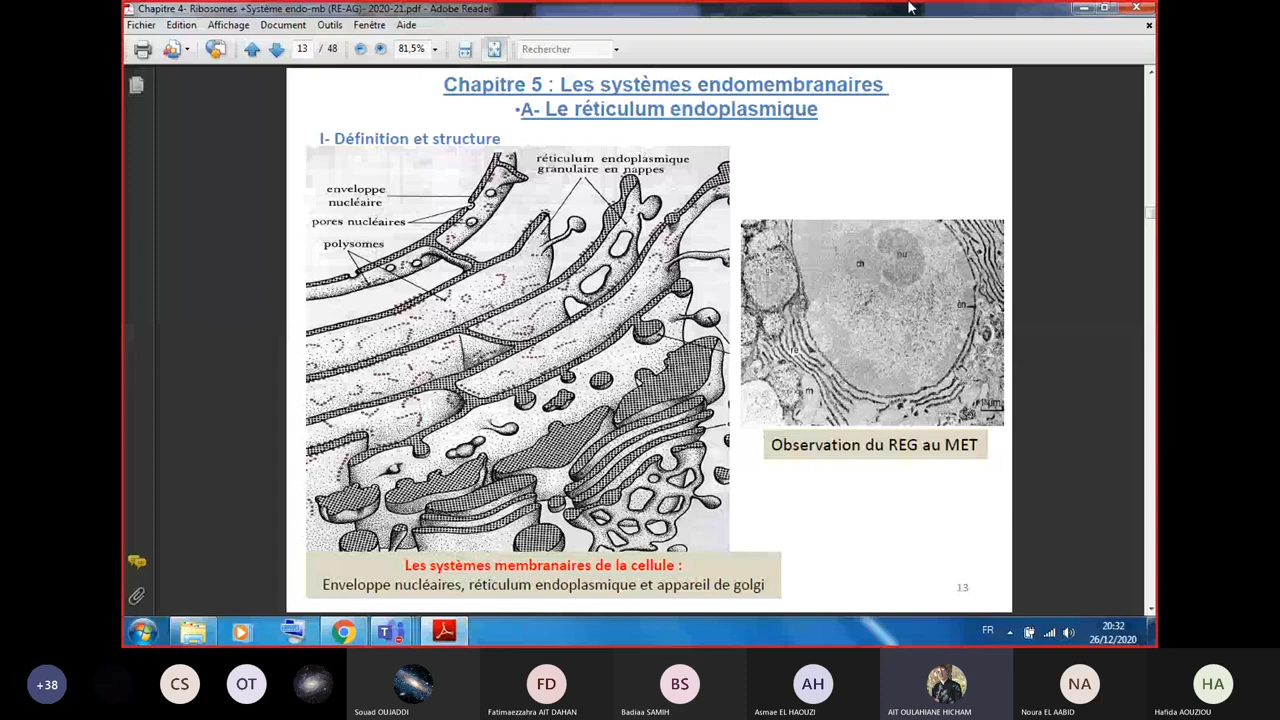 Chapitre 4- Ribosomes +Système endo-mb (RE-AG)- 2020-21.pdf - Adobe Reader
Fichier Edition Affichage Document Outils Fenêtre Aide
13 / 48 81,5% Rechercher
Chapitre 5 : Les systèmes endomembranaires
•A- Le réticulum endoplasmique
I- Définition et structure
réticulum endoplasmique
granulaire en nappes
enveloppe
nucléaire
pores nucléaires
polysomes
ch
nu
èn
m
Observation du REG au MET
Les systèmes membranaires de la cellule :
Enveloppe nucléaires, réticulum endoplasmique et appareil de golgi
13
FR
20:32
26/12/2020
+38
CS
OT
FD
BS
AH
NA
HA
Souad OUJADDI
Fatimaezzahra AIT DAHAN
Badiaa SAMIH
Asmae EL HAOUZI
AIT OULAHIANE HICHAM
Noura EL AABID
Hafida AOUZIOU